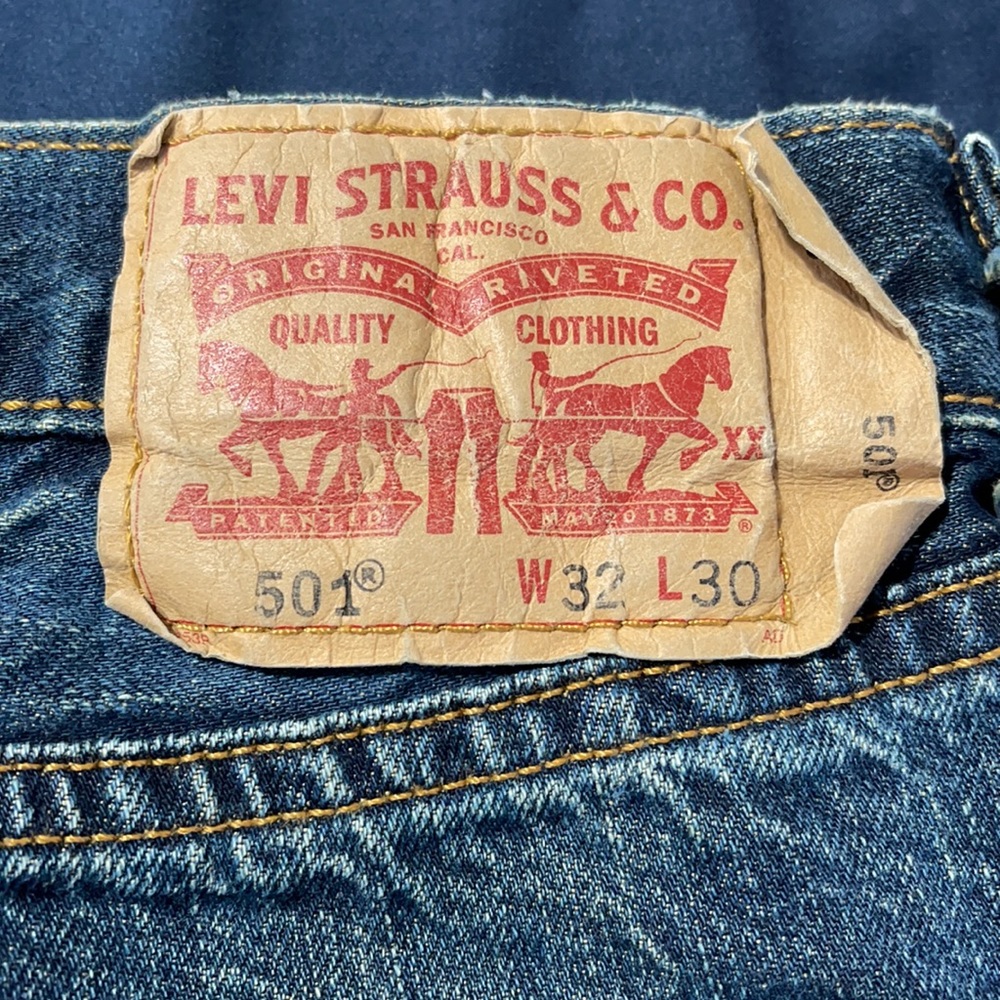 LEVI STRAUSS & CO.
SAN FRANCISCO
CAL.
ORIGINAL RIVETED
QUALITY CLOTHING
XX
PATENTED MAY 20 1873 ®
501® W32 L30
501®